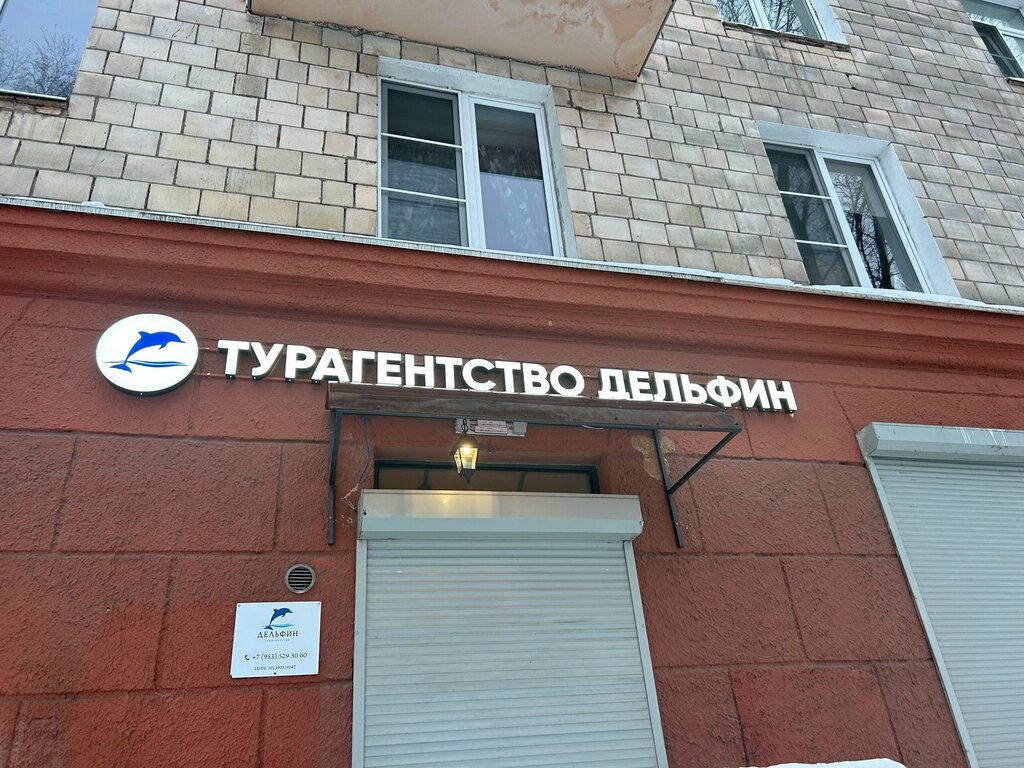 ТУРАГЕНТСТВО ДЕЛЬФИН
ДЕЛЬФИН
+7 (953) 529-50 60